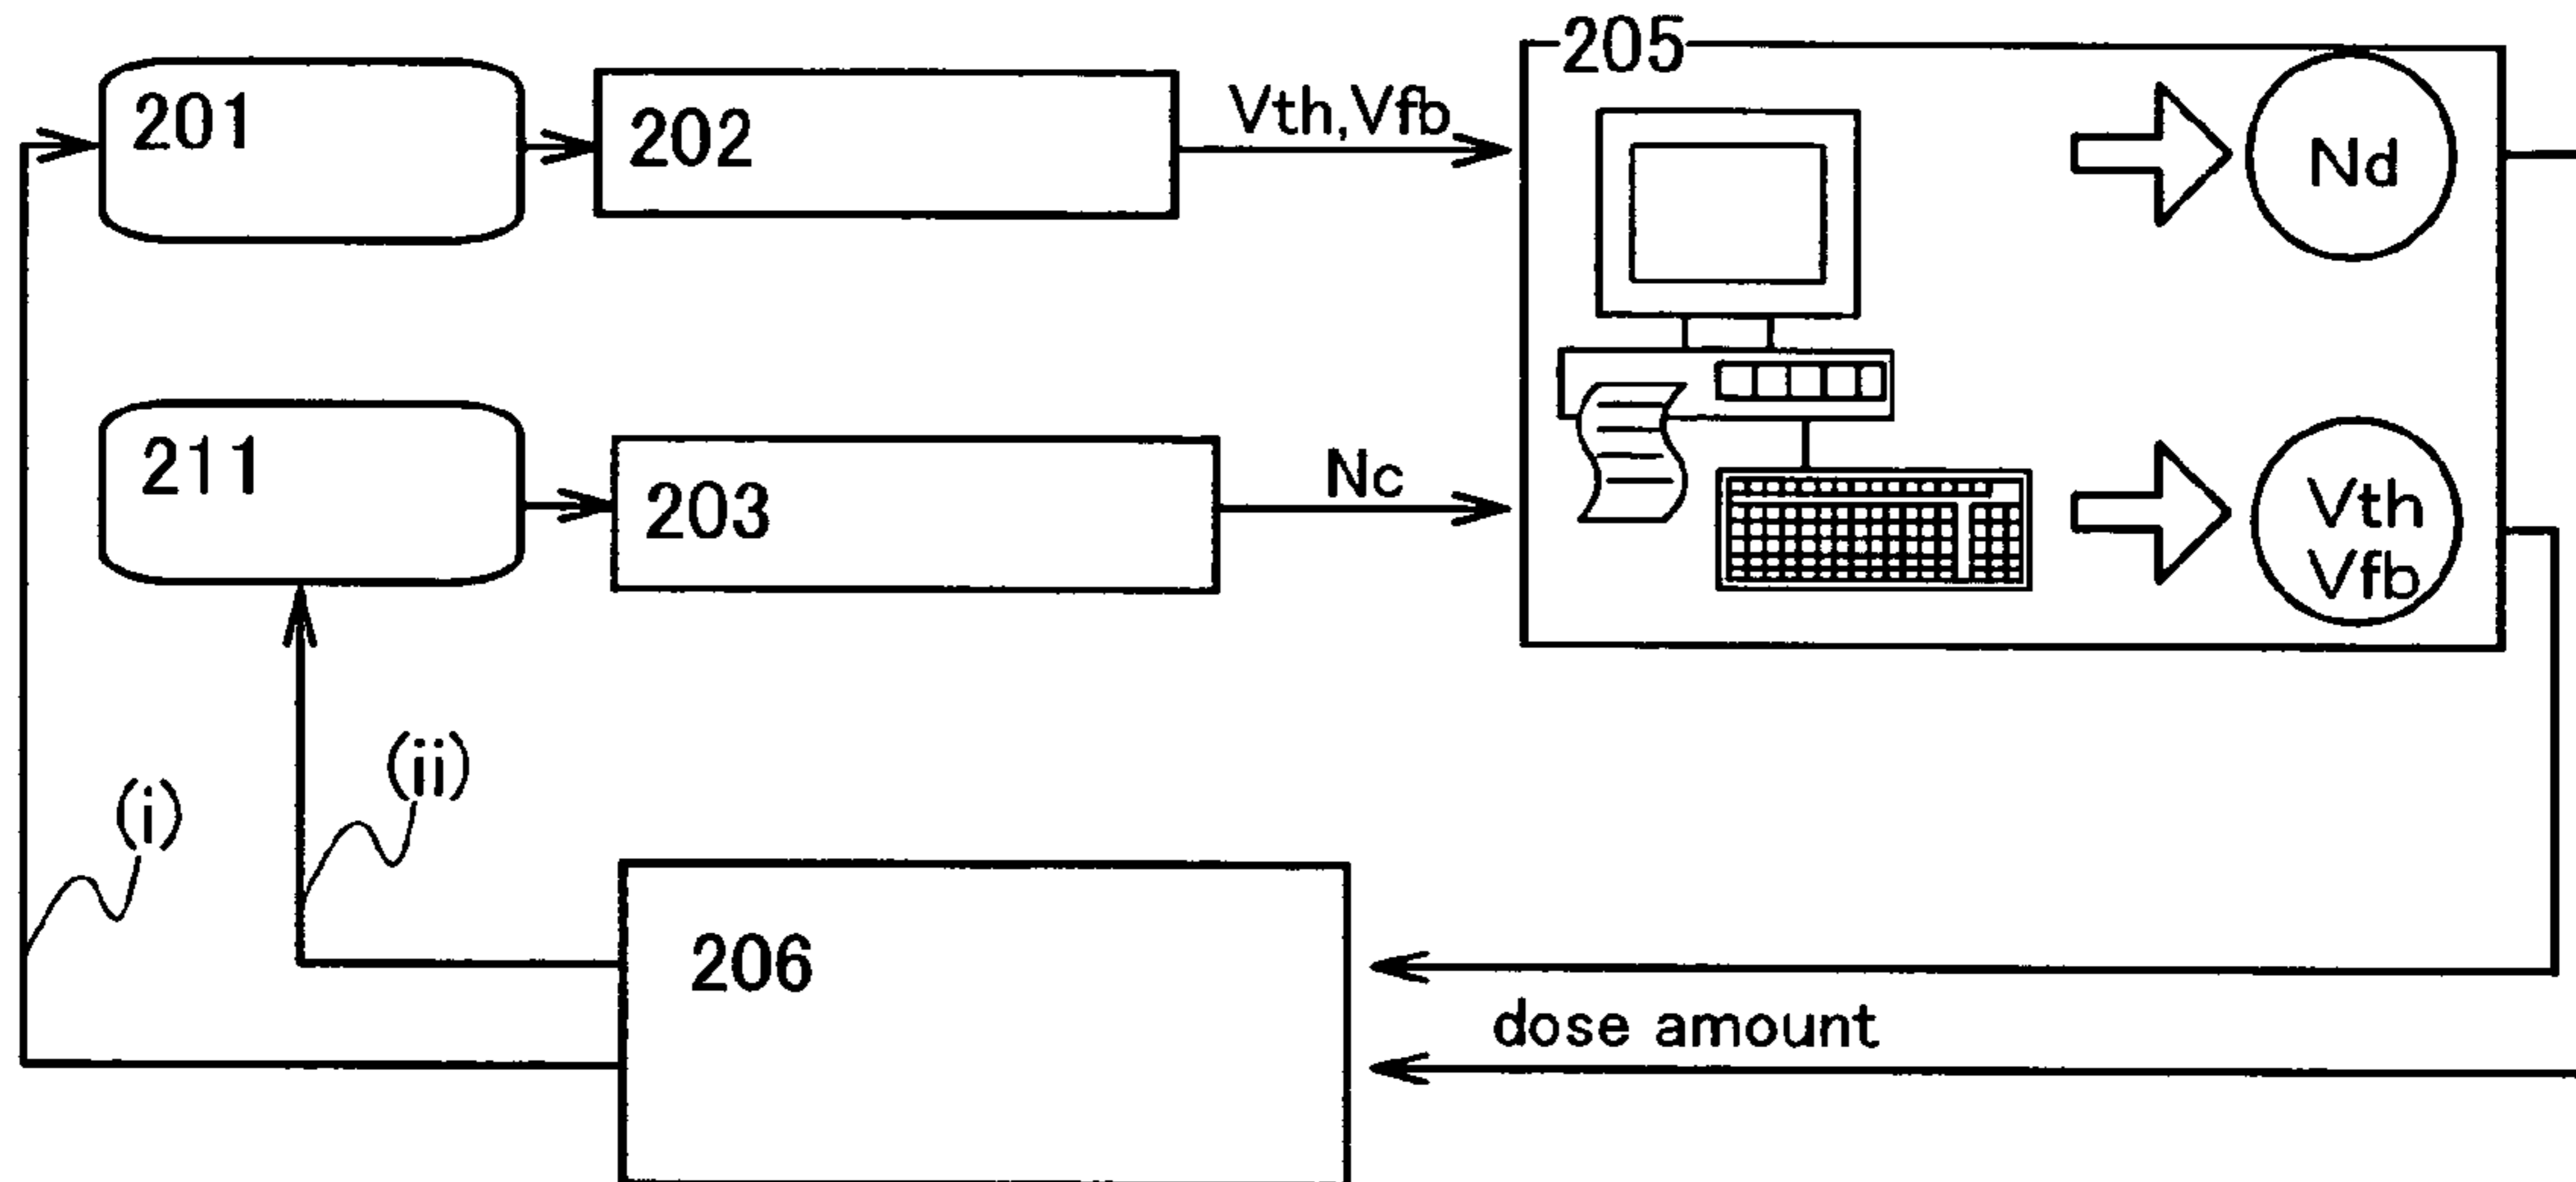 205
201
202
Vth,Vfb
Nd
211
203
Nc
Vth
Vfb
(i)
(ii)
206
dose amount